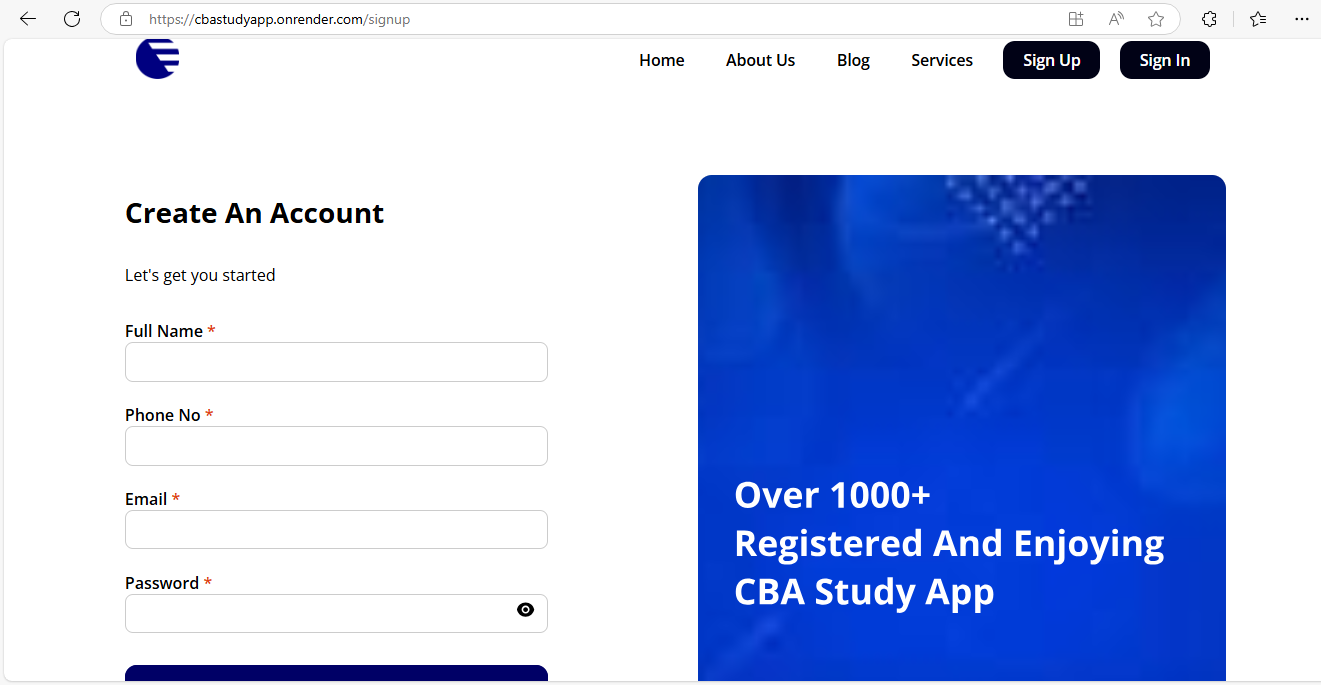 https://cbastudyapp.onrender.com/signup
Home About Us Blog Services Sign Up Sign In
Create An Account
Let's get you started
Full Name *
Phone No *
Email *
Password *
Over 1000+
Registered And Enjoying
CBA Study App